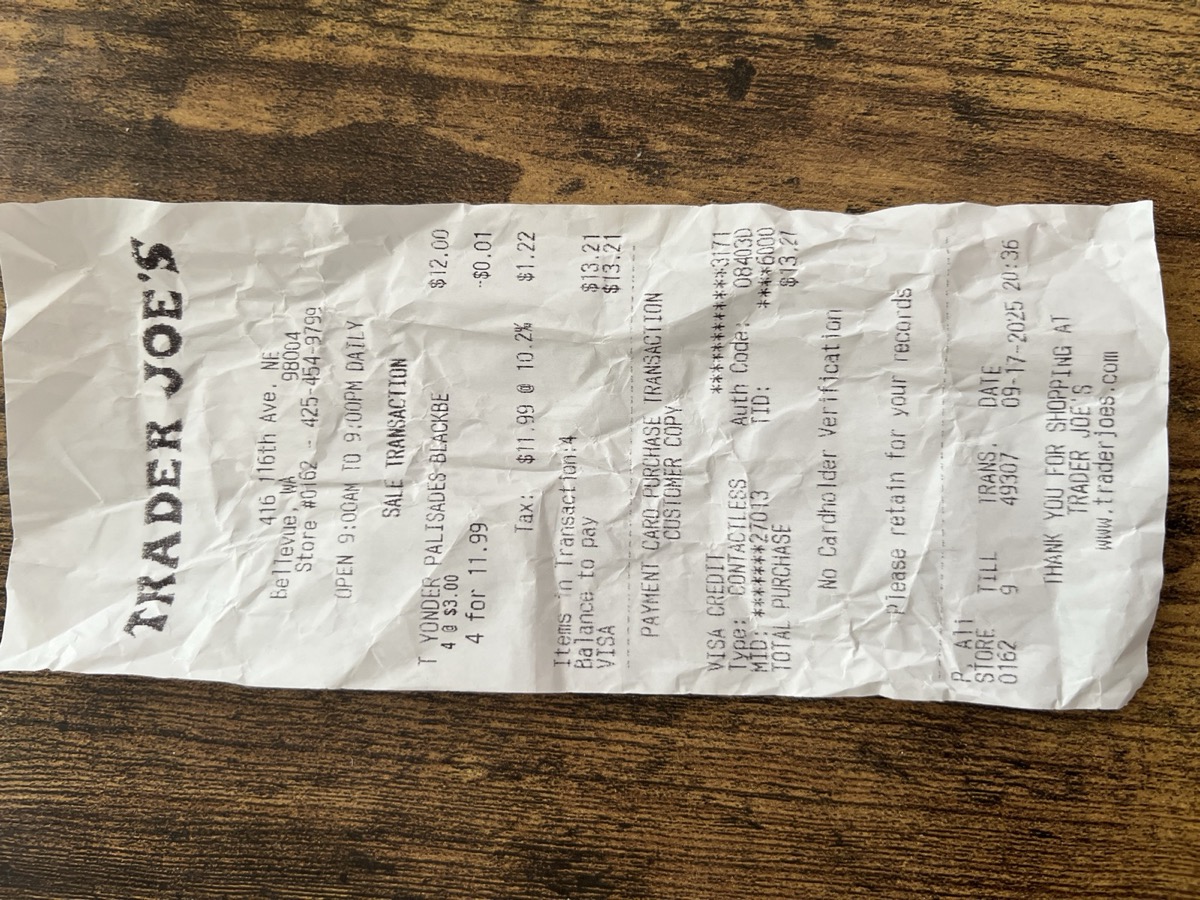 TRADER JOE'S
416 116th Ave. NE
Bellevue, WA 98004
Store #0162 - 425-454-9799
OPEN 9:00AM TO 9:00PM DAILY
SALE TRANSACTION
T YONDER PALISADES BLACKBE $12.00
4 @ $3.00
4 for 11.99 -$0.01
Tax: $11.99 @ 10.2% $1.22
Items in Transaction:4
Balance to pay $13.21
VISA $13.21
PAYMENT CARD PURCHASE TRANSACTION
CUSTOMER COPY
VISA CREDIT ************3171
Type: CONTACTLESS Auth Code: 08403D
MID: *******27013 TID: ****6000
TOTAL PURCHASE $13.21
No Cardholder Verification
Please retain for your records
P. Ali
STORE TILL TRANS. DATE
0162 9 49307 09-17-2025 20:36
THANK YOU FOR SHOPPING AT
TRADER JOE'S
www.traderjoes.com